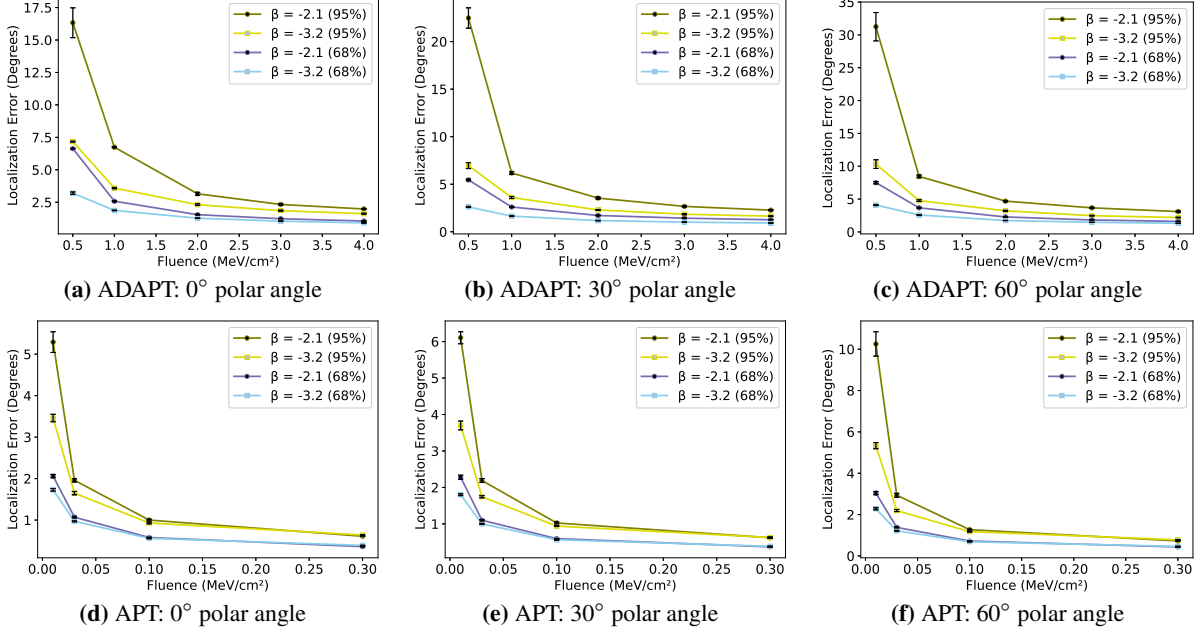 17.5
15.0
12.5
10.0
7.5
5.0
2.5
0.5 1.0 1.5 2.0 2.5 3.0 3.5 4.0
Localization Error (Degrees)
Fluence (MeV/cm²)
β = -2.1 (95%)
β = -3.2 (95%)
β = -2.1 (68%)
β = -3.2 (68%)
(a) ADAPT: 0° polar angle
20
15
10
5
0
0.5 1.0 1.5 2.0 2.5 3.0 3.5 4.0
Localization Error (Degrees)
Fluence (MeV/cm²)
β = -2.1 (95%)
β = -3.2 (95%)
β = -2.1 (68%)
β = -3.2 (68%)
(b) ADAPT: 30° polar angle
35
30
25
20
15
10
5
0
0.5 1.0 1.5 2.0 2.5 3.0 3.5 4.0
Localization Error (Degrees)
Fluence (MeV/cm²)
β = -2.1 (95%)
β = -3.2 (95%)
β = -2.1 (68%)
β = -3.2 (68%)
(c) ADAPT: 60° polar angle
5
4
3
2
1
0.00 0.05 0.10 0.15 0.20 0.25 0.30
Localization Error (Degrees)
Fluence (MeV/cm²)
β = -2.1 (95%)
β = -3.2 (95%)
β = -2.1 (68%)
β = -3.2 (68%)
(d) APT: 0° polar angle
6
5
4
3
2
1
0.00 0.05 0.10 0.15 0.20 0.25 0.30
Localization Error (Degrees)
Fluence (MeV/cm²)
β = -2.1 (95%)
β = -3.2 (95%)
β = -2.1 (68%)
β = -3.2 (68%)
(e) APT: 30° polar angle
10
8
6
4
2
0
0.00 0.05 0.10 0.15 0.20 0.25 0.30
Localization Error (Degrees)
Fluence (MeV/cm²)
β = -2.1 (95%)
β = -3.2 (95%)
β = -2.1 (68%)
β = -3.2 (68%)
(f) APT: 60° polar angle